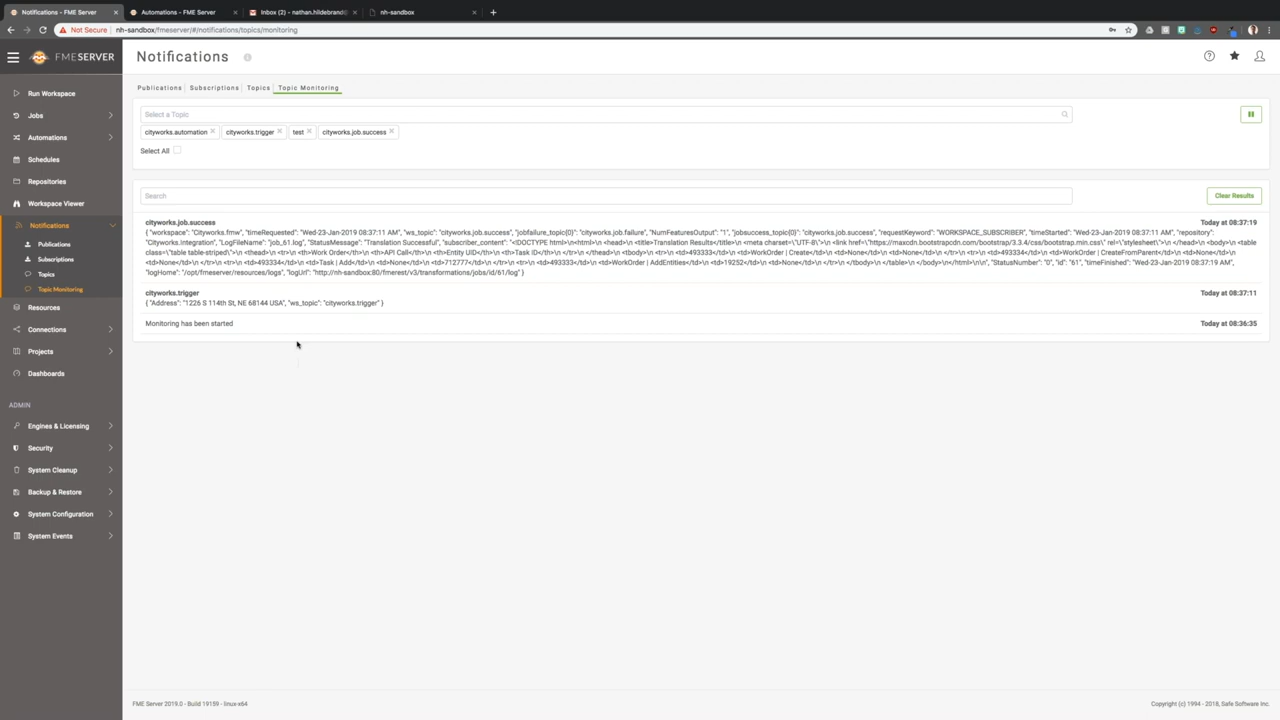 Notifications - FME Server
Automations - FME Server
Inbox (2) - nathan.hildebrand@
nh-sandbox
Not Secure | nh-sandbox/fmeserver/#/notifications/topics/monitoring
FMESERVER
Notifications
Run Workspace
Jobs
Automations
Schedules
Repositories
Workspace Viewer
Notifications
Publications
Subscriptions
Topics
Topic Monitoring
Resources
Connections
Projects
Dashboards
ADMIN
Engines & Licensing
Security
System Cleanup
Backup & Restore
System Configuration
System Events
Publications | Subscriptions | Topics | Topic Monitoring
Select a Topic
cityworks.automation × cityworks.trigger × test × cityworks.job.success ×
Select All
Search
Clear Results
cityworks.job.success Today at 08:37:19
{ "workspace": "Cityworks.fmw", "timeRequested": "Wed-23-Jan-2019 08:37:11 AM", "ws_topic": "cityworks.job.success", "jobfailure_topic{0}": "cityworks.job.failure", "NumFeaturesOutput": "1", "jobsuccess_topic{0}": "cityworks.job.success", "requestKeyword": "WORKSPACE_SUBSCRIBER", "timeStarted": "Wed-23-Jan-2019 08:37:11 AM", "repository":
"Cityworks.Integration", "LogFileName": "job_61.log", "StatusMessage": "Translation Successful", "subscriber_content": "<!DOCTYPE html>\n<html>\n <head>\n <title>Translation Results</title>\n <meta charset=\"UTF-8\">\n <link href=\"https://maxcdn.bootstrapcdn.com/bootstrap/3.3.4/css/bootstrap.min.css\" rel=\"stylesheet\">\n </head>\n <body>\n <table
class=\"table table-striped\">\n <thead>\n <tr>\n <th>Work Order</th>\n <th>API Call</th>\n <th>Entity UID</th>\n <th>Task ID</th>\n </tr>\n </thead>\n <tbody>\n <tr>\n <td>493333</td>\n <td>WorkOrder | Create</td>\n <td>None</td>\n <td>None</td>\n </tr>\n <tr>\n <td>493334</td>\n <td>WorkOrder | CreateFromParent</td>\n <td>None</td>\n
<td>None</td>\n </tr>\n <tr>\n <td>493334</td>\n <td>Task | Add</td>\n <td>None</td>\n <td>712777</td>\n </tr>\n <tr>\n <td>493333</td>\n <td>WorkOrder | AddEntities</td>\n <td>19252</td>\n <td>None</td>\n </tr>\n </tbody>\n </table>\n </body>\n</html>\n\n", "StatusNumber": "0", "id": "61", "timeFinished": "Wed-23-Jan-2019 08:37:19 AM",
"logHome": "/opt/fmeserver/resources/logs", "logUrl": "http://nh-sandbox:80/fmerest/v3/transformations/jobs/id/61/log" }
cityworks.trigger Today at 08:37:11
{ "Address": "1226 S 114th St, NE 68144 USA", "ws_topic": "cityworks.trigger" }
Monitoring has been started Today at 08:36:35
FME Server 2019.0 - Build 19159 - linux-x64
Copyright (c) 1994 - 2018, Safe Software Inc.